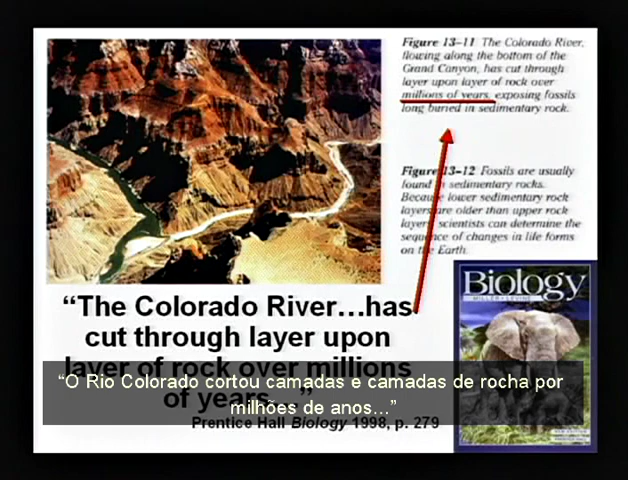 Figure 13–11 The Colorado River,
flowing along the bottom of the
Grand Canyon, has cut through
layer upon layer of rock over
millions of years, exposing fossils
long buried in sedimentary rock.
Figure 13–12 Fossils are usually
found in sedimentary rocks.
Because lower sedimentary rock
layers are older than upper rock
layers, scientists can determine the
sequence of changes in life forms
on the Earth.
“The Colorado River…has
cut through layer upon
layer of rock over millions
of years…”
Prentice Hall Biology 1998, p. 279
Biology
MILLER • LEVINE
“O Rio Colorado cortou camadas e camadas de rocha por
milhões de anos...”